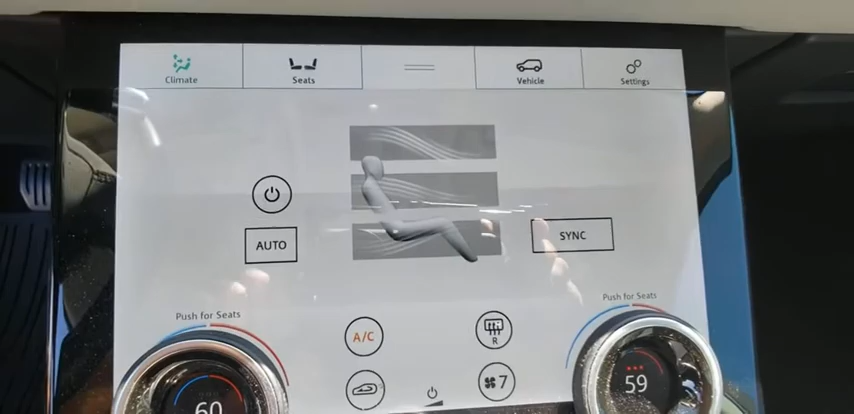 Climate
Seats
Vehicle
Settings
AUTO
SYNC
Push for Seats
Push for Seats
A/C
R
7
60
59